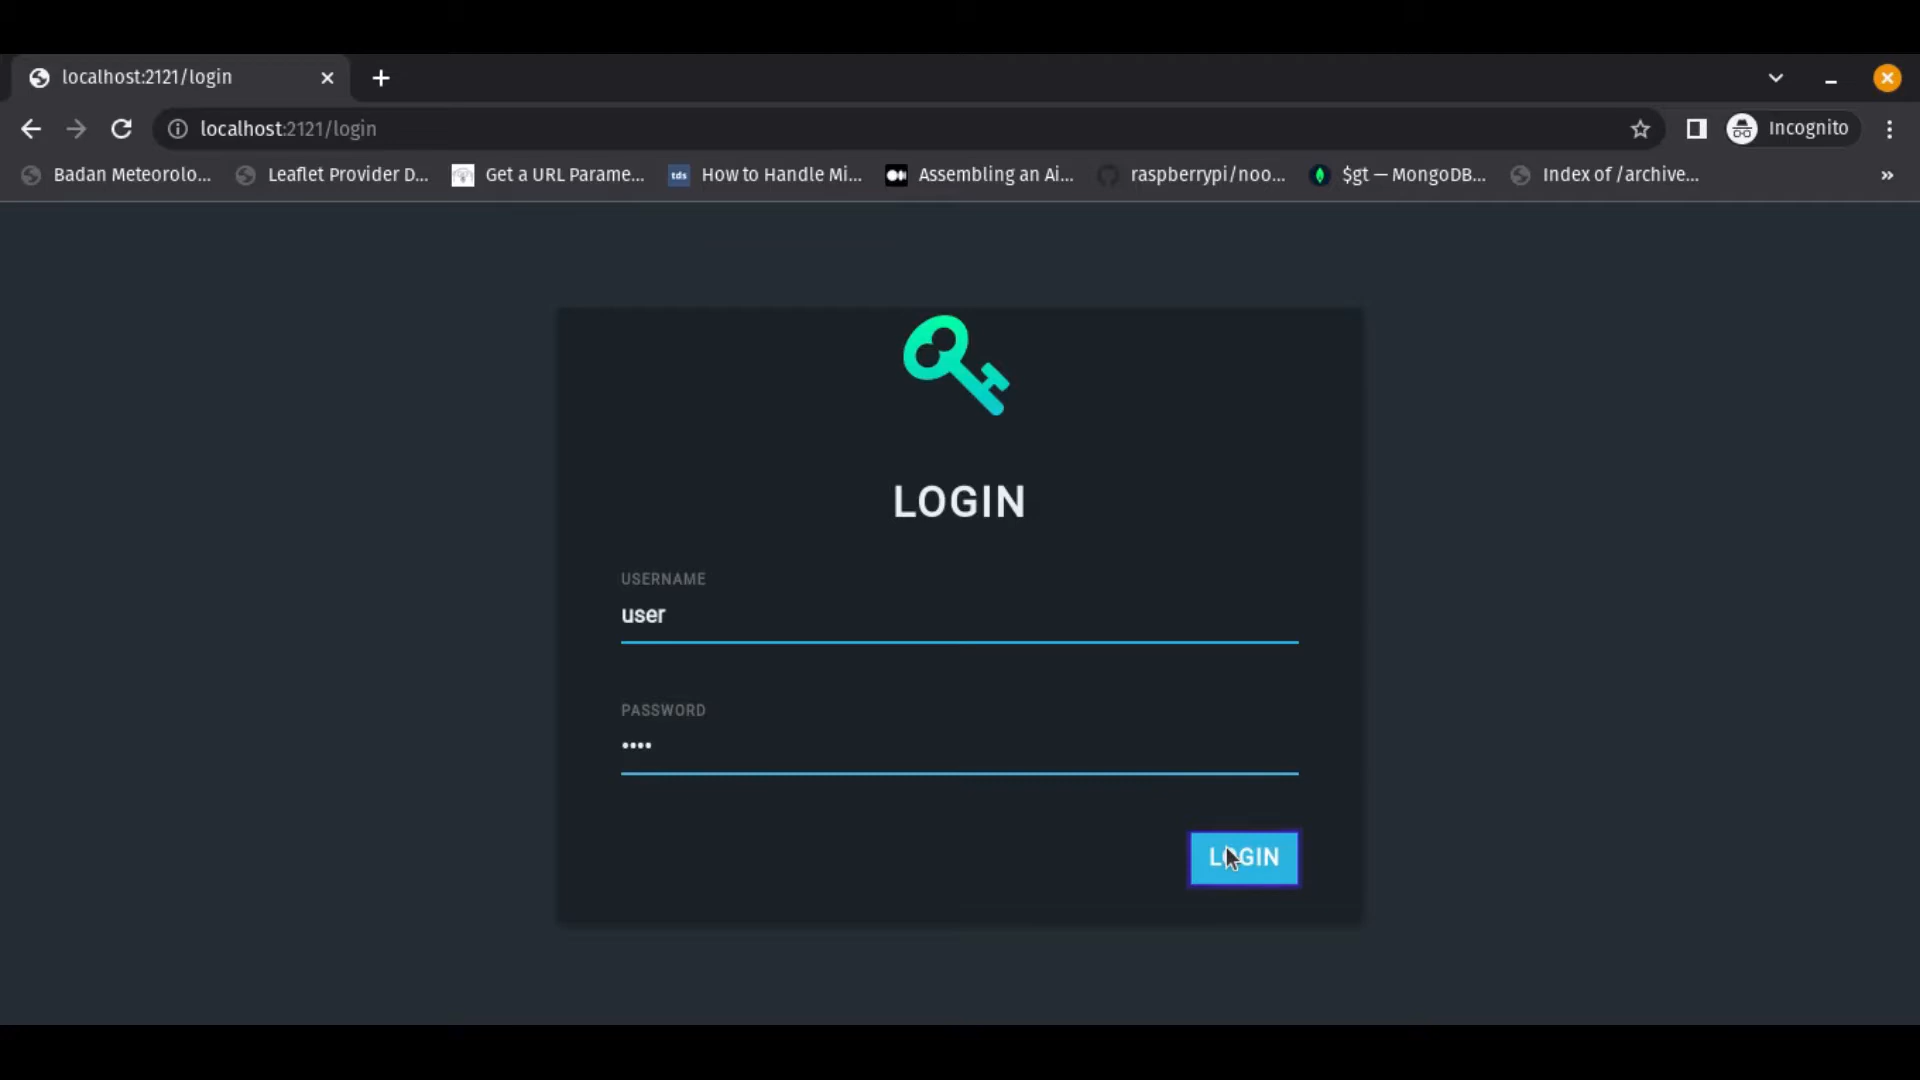 localhost:2121/login
localhost:2121/login
Incognito
Badan Meteorolo... Leaflet Provider D... Get a URL Parame... tds How to Handle Mi... Assembling an Ai... raspberrypi/noo... $gt — MongoDB... Index of /archive... »
LOGIN
USERNAME
user
PASSWORD
••••
LOGIN